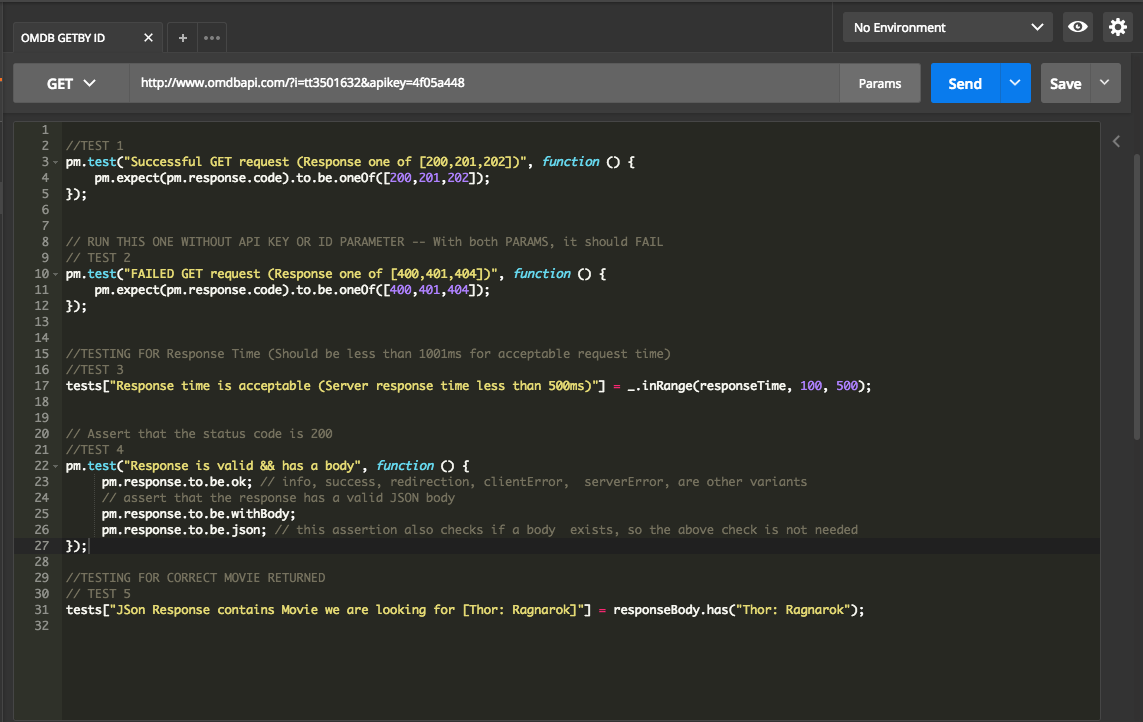 OMDB GETBY ID
No Environment
GET http://www.omdbapi.com/?i=tt3501632&apikey=4f05a448 Params Send Save
1
2 //TEST 1
3 pm.test("Successful GET request (Response one of [200,201,202])", function () {
4 pm.expect(pm.response.code).to.be.oneOf([200,201,202]);
5 });
6
7
8 // RUN THIS ONE WITHOUT API KEY OR ID PARAMETER -- With both PARAMS, it should FAIL
9 // TEST 2
10 pm.test("FAILED GET request (Response one of [400,401,404])", function () {
11 pm.expect(pm.response.code).to.be.oneOf([400,401,404]);
12 });
13
14
15 //TESTING FOR Response Time (Should be less than 1001ms for acceptable request time)
16 //TEST 3
17 tests["Response time is acceptable (Server response time less than 500ms)"] = _.inRange(responseTime, 100, 500);
18
19
20 // Assert that the status code is 200
21 //TEST 4
22 pm.test("Response is valid && has a body", function () {
23 pm.response.to.be.ok; // info, success, redirection, clientError,  serverError, are other variants
24 // assert that the response has a valid JSON body
25 pm.response.to.be.withBody;
26 pm.response.to.be.json; // this assertion also checks if a body  exists, so the above check is not needed
27 });
28
29 //TESTING FOR CORRECT MOVIE RETURNED
30 // TEST 5
31 tests["JSon Response contains Movie we are looking for [Thor: Ragnarok]"] = responseBody.has("Thor: Ragnarok");
32